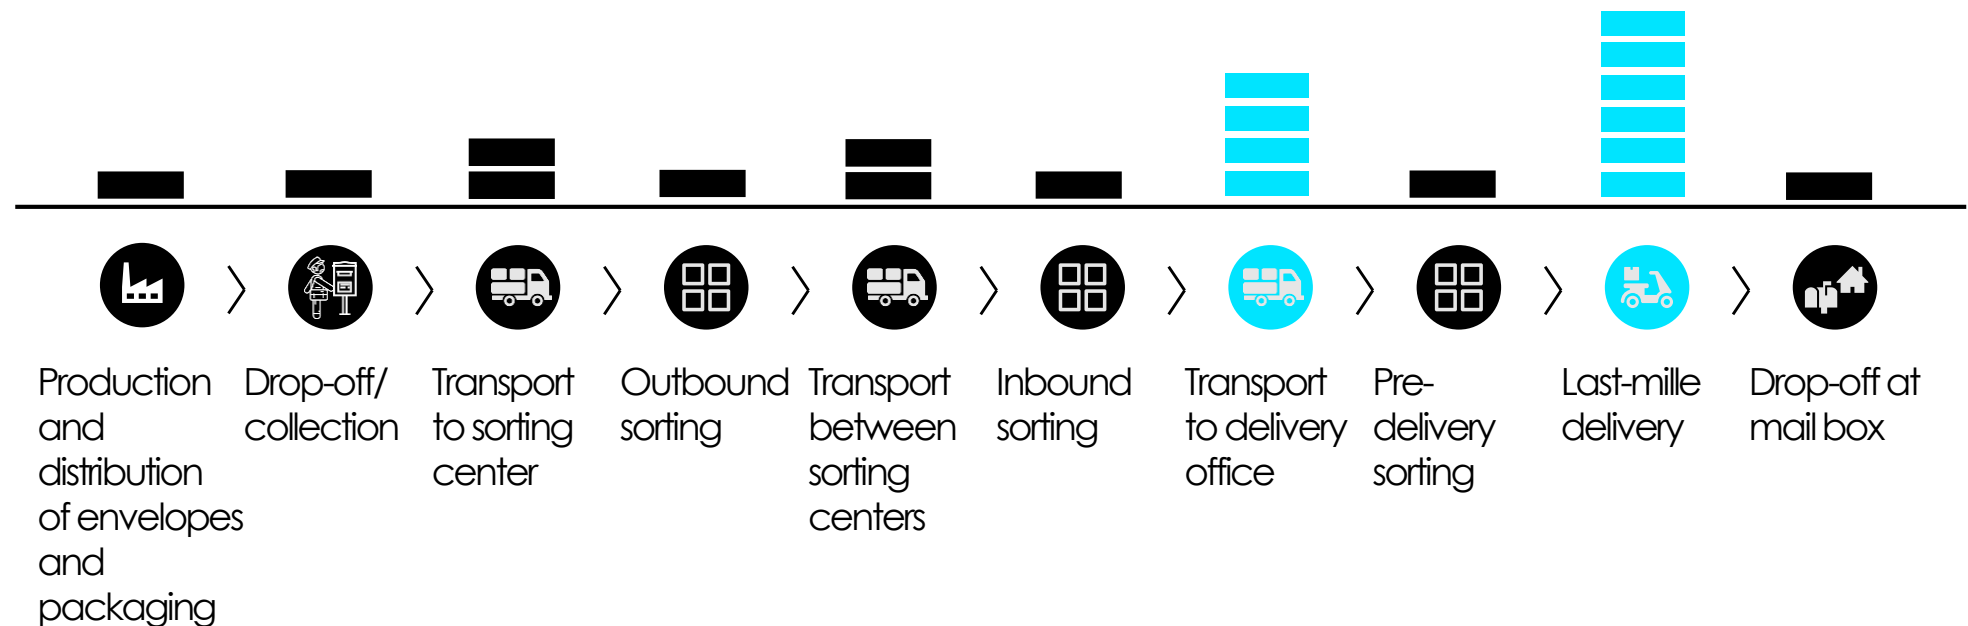 Production
and
distribution
of envelopes
and
packaging
Drop-off/
collection
Transport
to sorting
center
Outbound
sorting
Transport
between
sorting
centers
Inbound
sorting
Transport
to delivery
office
Pre-
delivery
sorting
Last-mille
delivery
Drop-off at
mail box